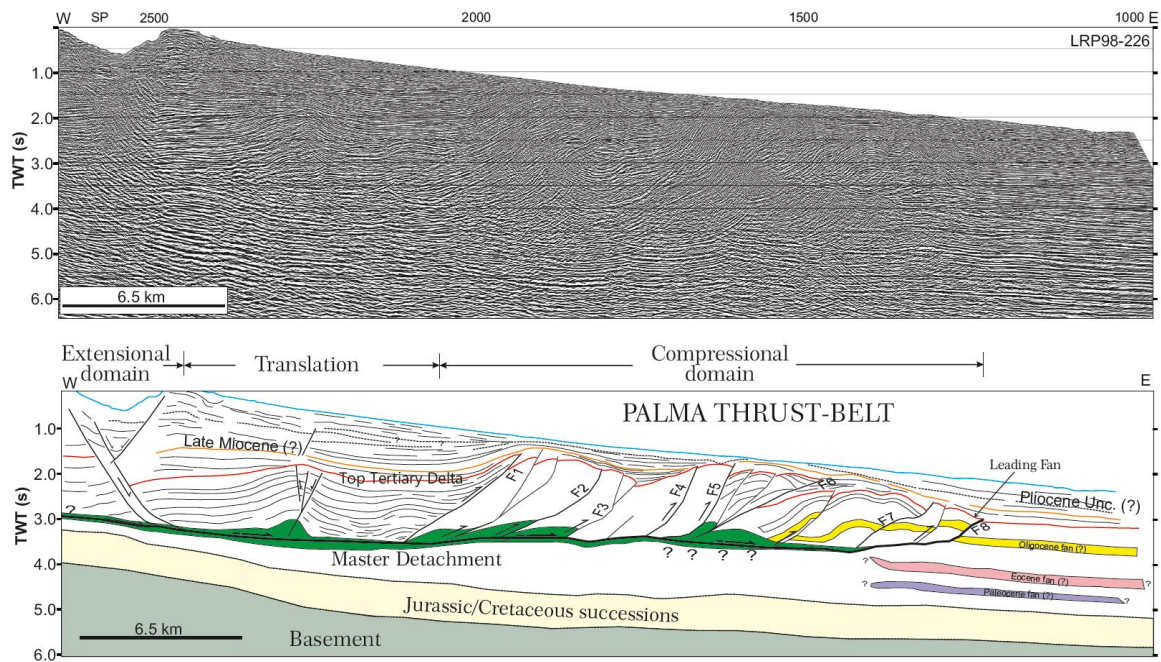 W SP 2500 2000 1500 1000 E
LRP98-226
1.0
2.0
3.0
4.0
5.0
6.0
TWT (s)
6.5 km
Extensional
domain
Translation
Compressional
domain
W E
PALMA THRUST-BELT
1.0
2.0
3.0
4.0
5.0
6.0
TWT (s)
Late Miocene (?)
?
?
Top Tertiary Delta
Leading Fan
Pliocene Unc. (?)
F1
F2
F3
F4
F5
F6
F7
F8
?
? ? ? ?
Master Detachment
Oligocene fan (?)
?
Eocene fan (?)
?
?
Paleocene fan (?)
?
Jurassic/Cretaceous successions
6.5 km
Basement